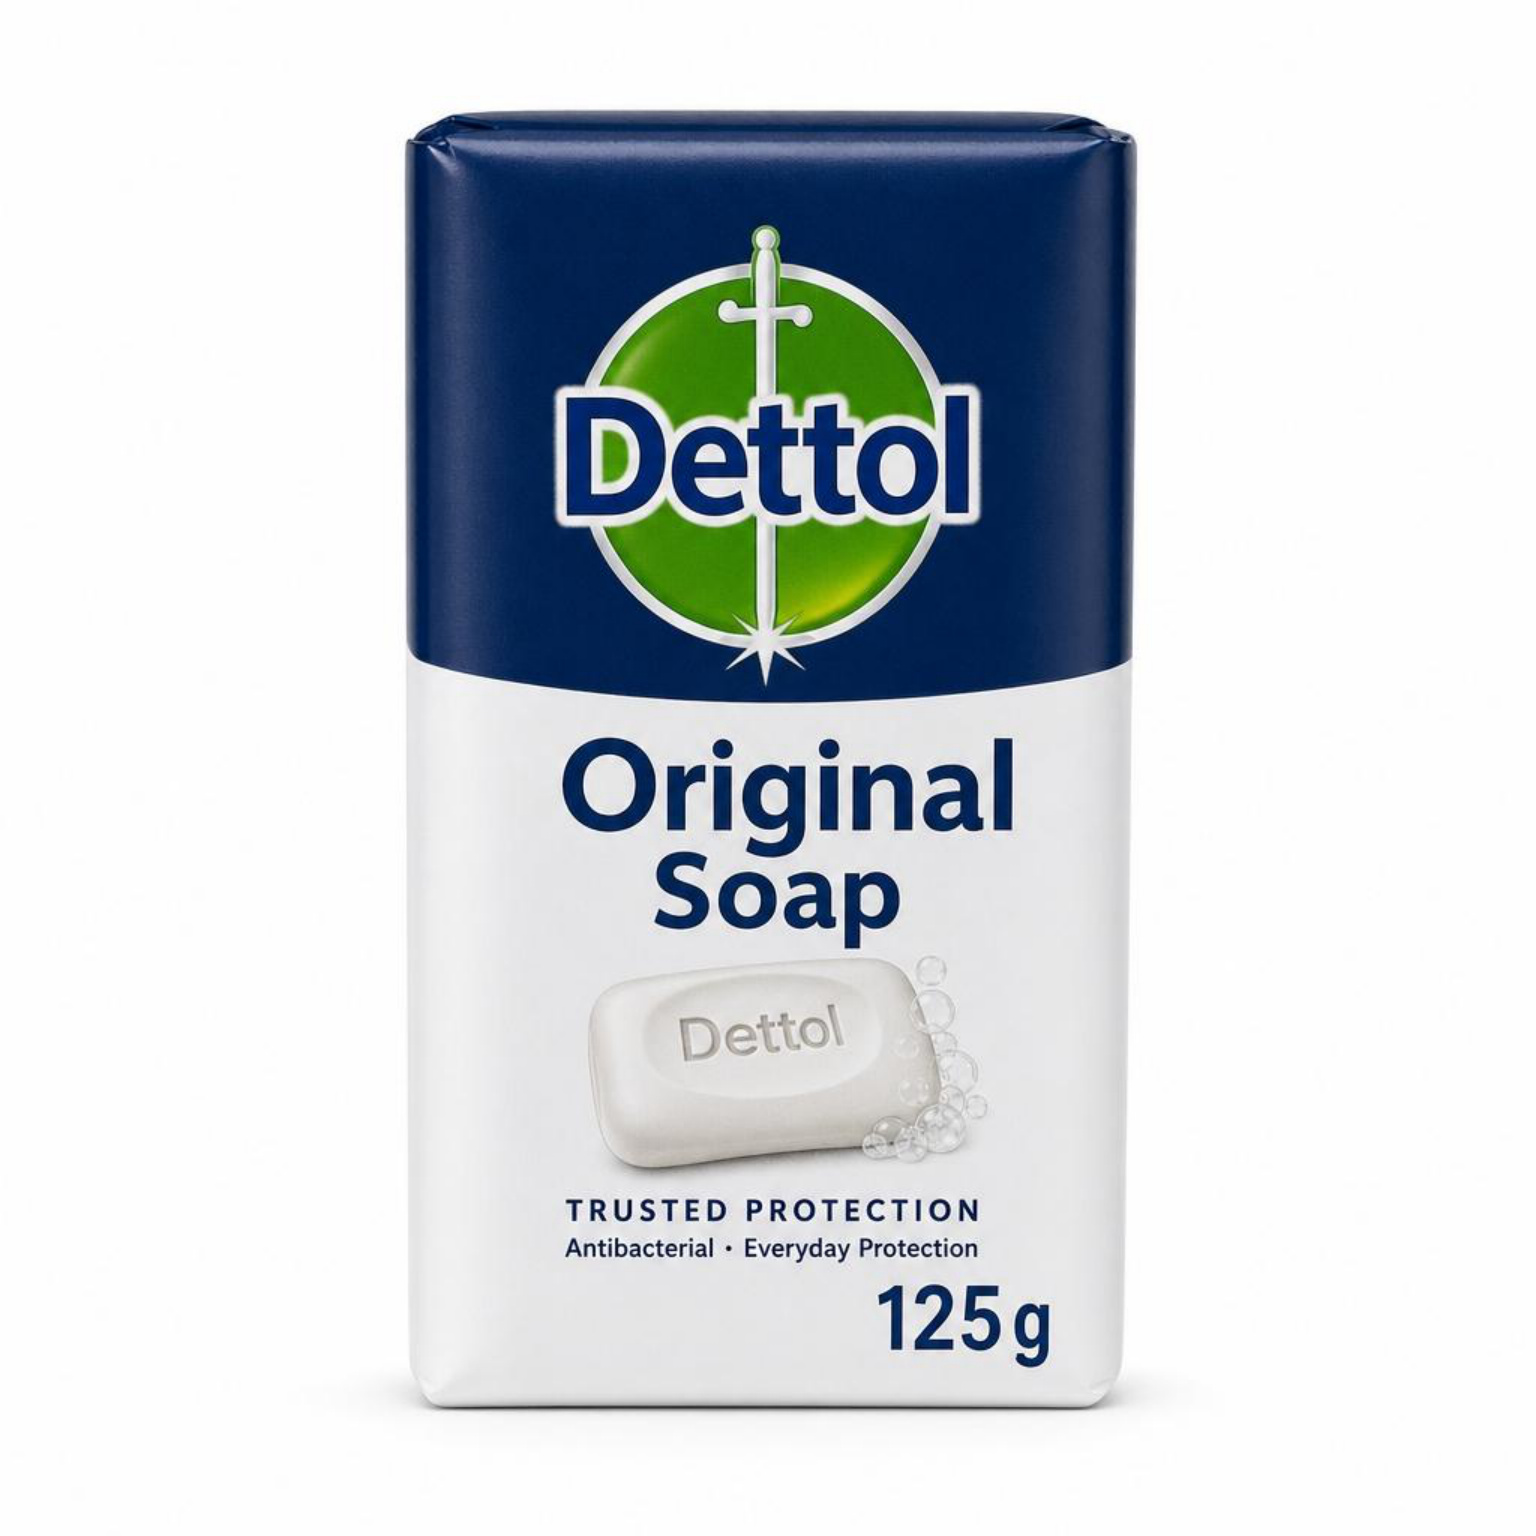 Dettol
Original
Soap
Dettol
TRUSTED PROTECTION
Antibacterial • Everyday Protection
125g